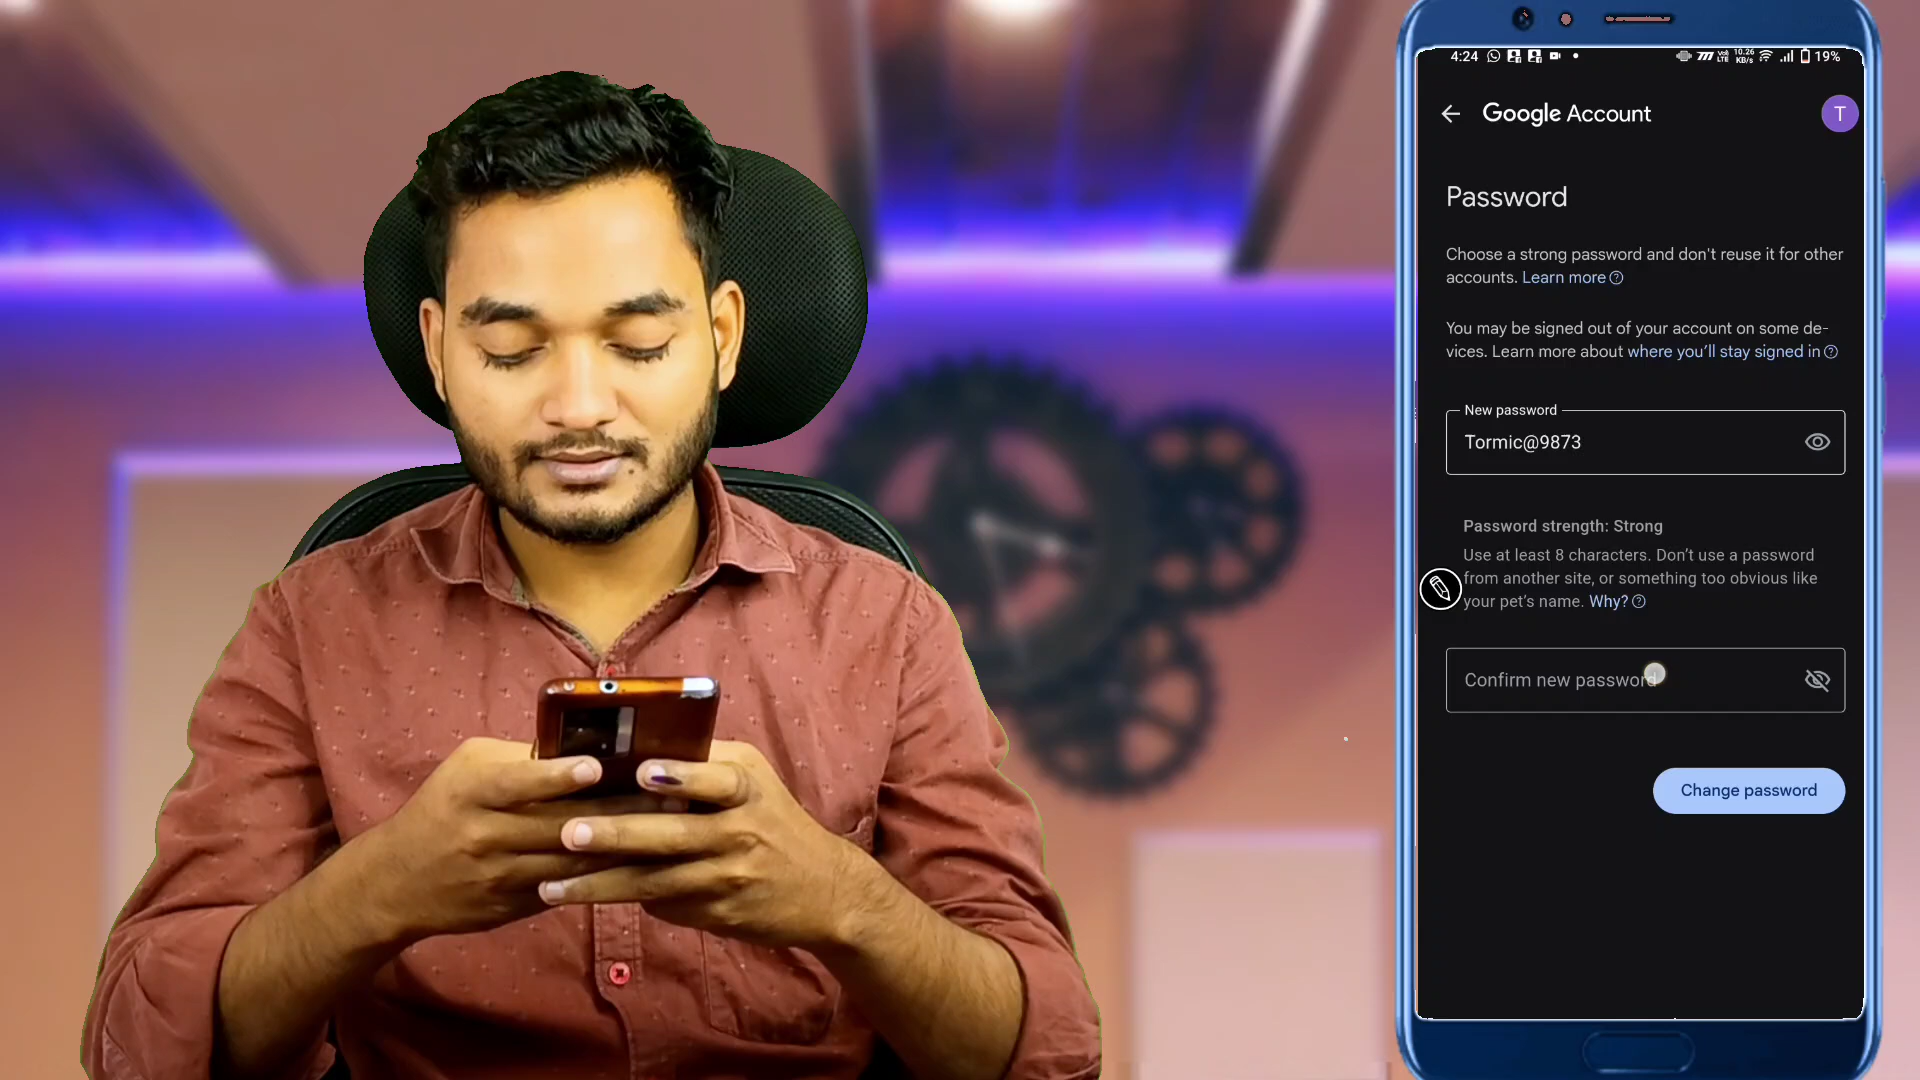 4:24
10.26
KB/s
19%
Google Account
T
Password
Choose a strong password and don't reuse it for other
accounts. Learn more
You may be signed out of your account on some de-
vices. Learn more about where you'll stay signed in
New password
Tormic@9873
Password strength: Strong
Use at least 8 characters. Don't use a password
from another site, or something too obvious like
your pet's name. Why?
Confirm new password
Change password